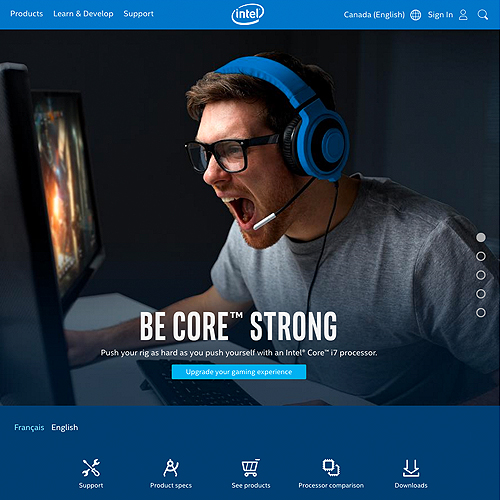 Products Learn & Develop Support intel Canada (English) Sign In
BE CORE™ STRONG
Push your rig as hard as you push yourself with an Intel® Core™ i7 processor.
Upgrade your gaming experience
Français English
Support Product specs See products Processor comparison Downloads